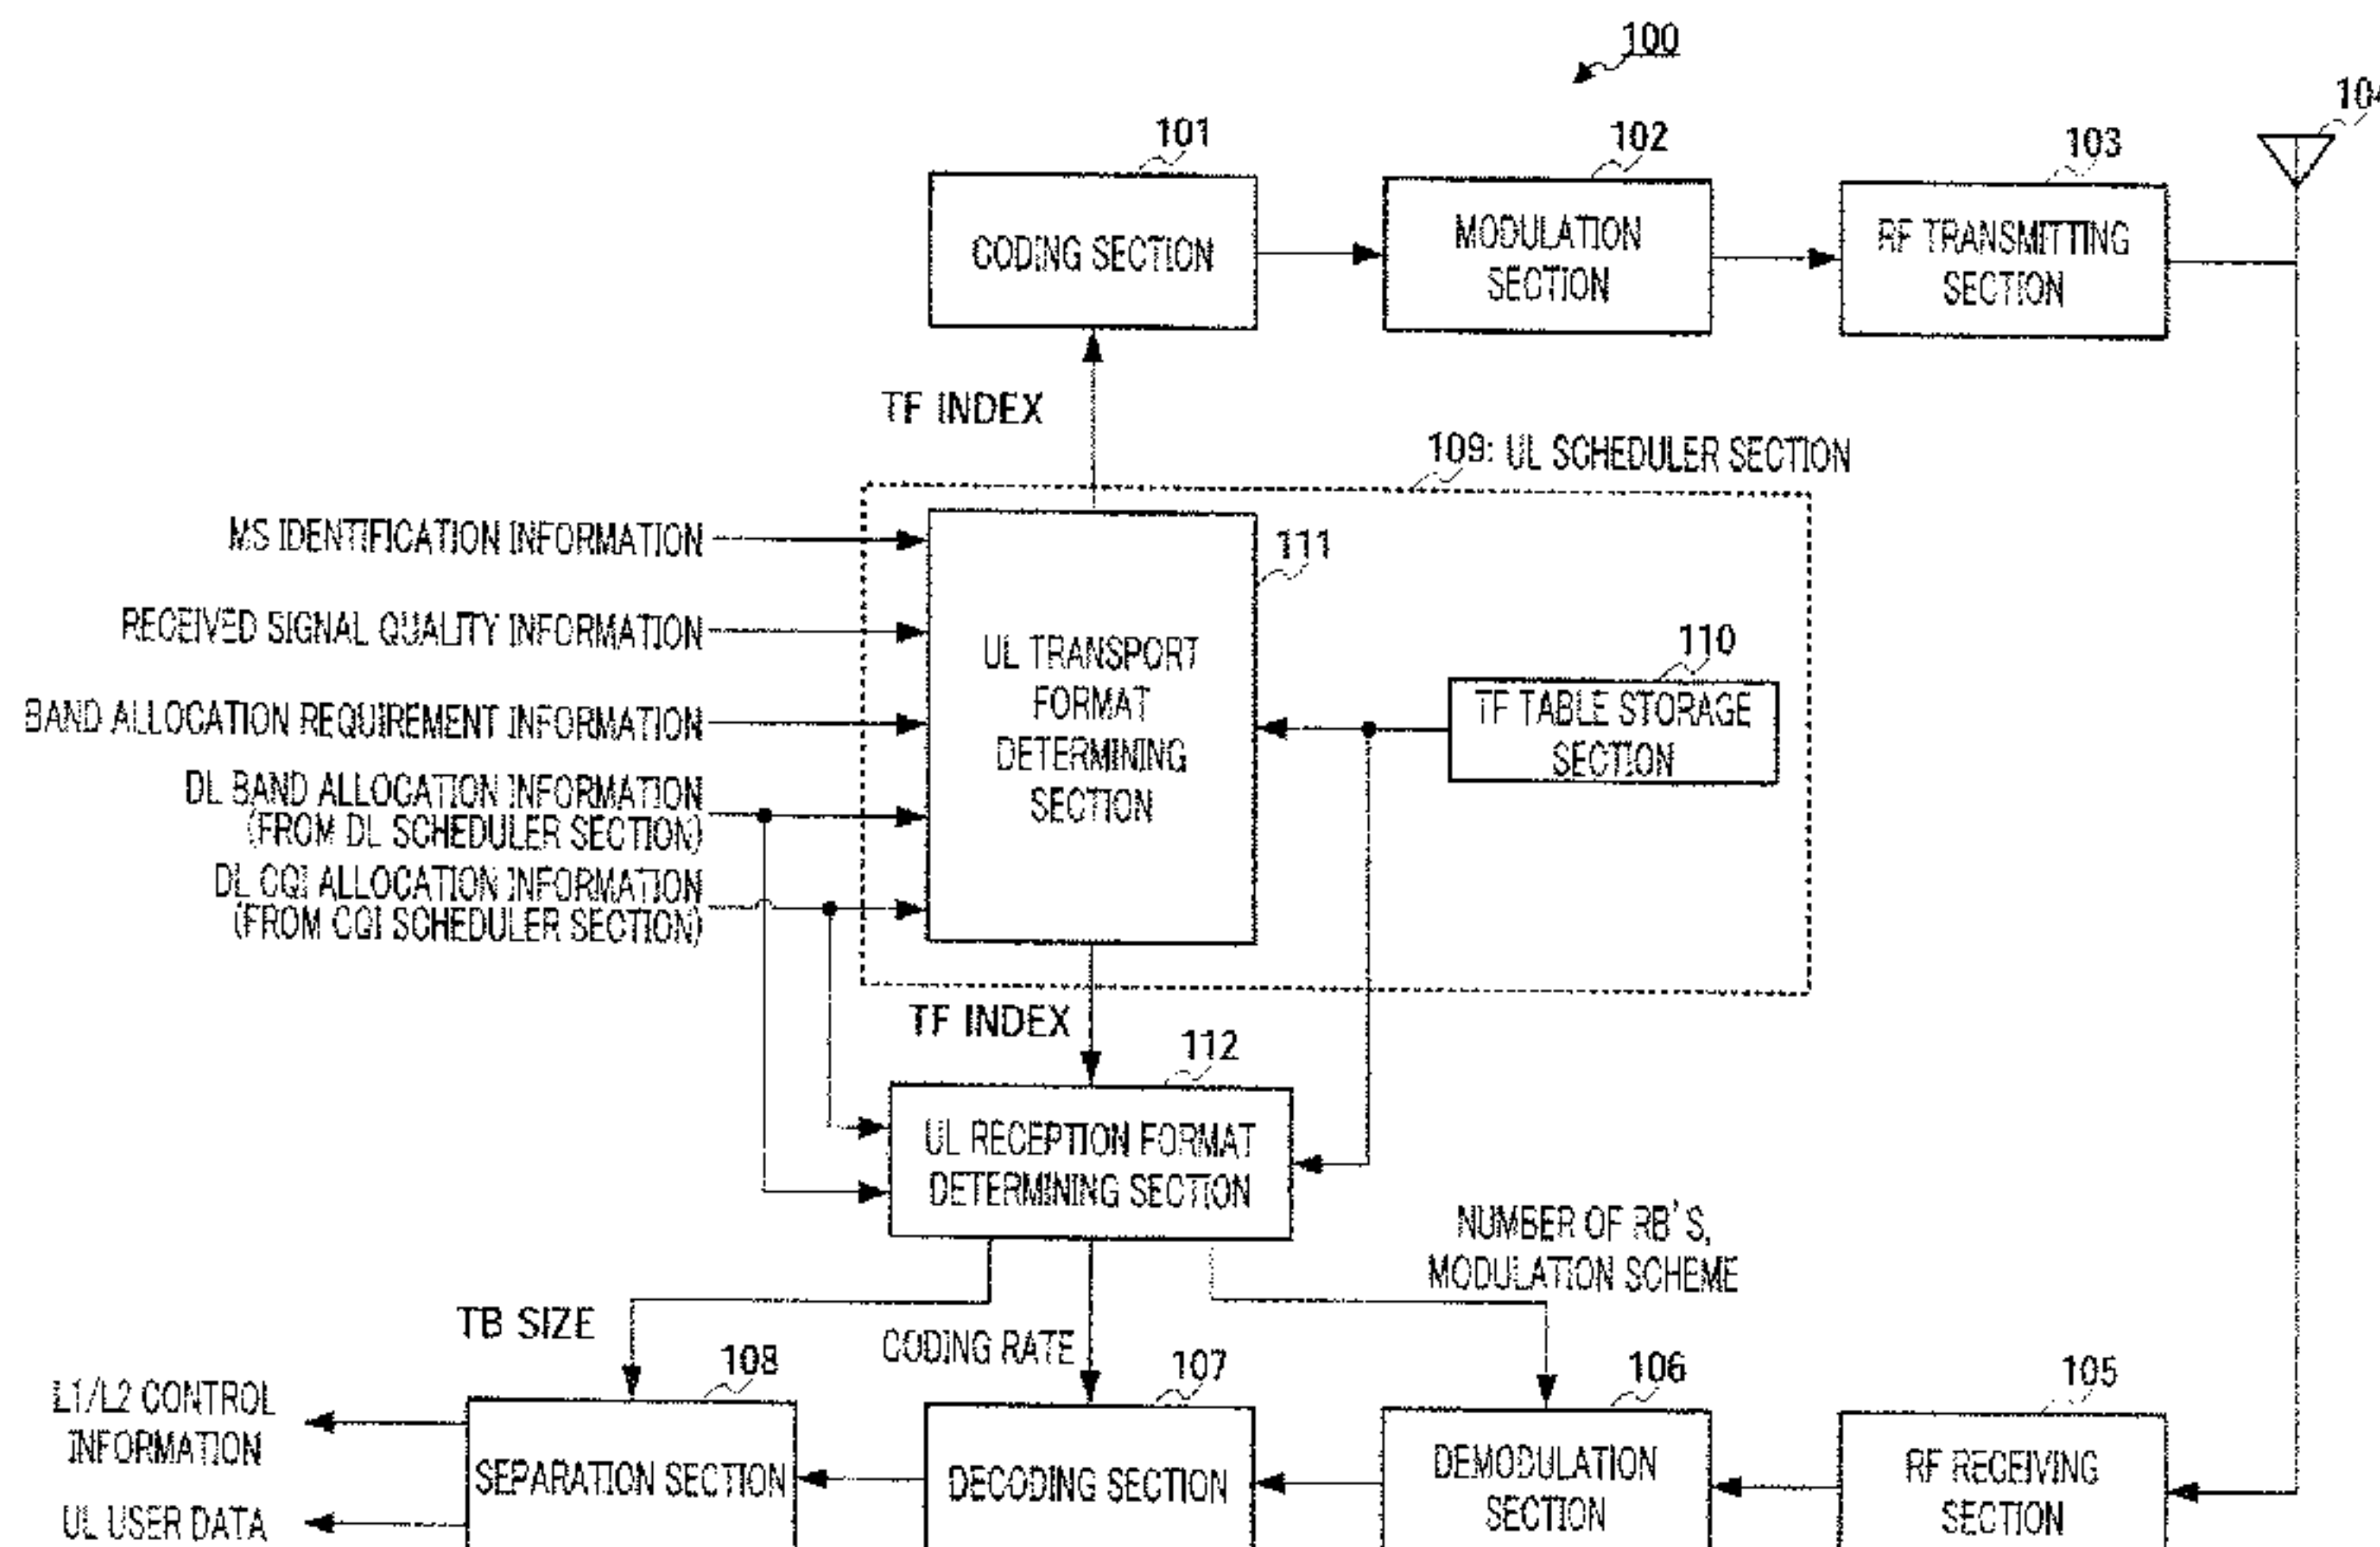 100
104
101
102
103
CODING SECTION
MODULATION
SECTION
RF TRANSMITTING
SECTION
TF INDEX
109: UL SCHEDULER SECTION
MS IDENTIFICATION INFORMATION
RECEIVED SIGNAL QUALITY INFORMATION
BAND ALLOCATION REQUIREMENT INFORMATION
DL BAND ALLOCATION INFORMATION
(FROM DL SCHEDULER SECTION)
DL CQI ALLOCATION INFORMATION
(FROM CQI SCHEDULER SECTION)
111
UL TRANSPORT
FORMAT
DETERMINING
SECTION
110
TF TABLE STORAGE
SECTION
TF INDEX
112
UL RECEPTION FORMAT
DETERMINING SECTION
NUMBER OF RB'S,
MODULATION SCHEME
TB SIZE
CODING RATE
108
107
106
105
L1/L2 CONTROL
INFORMATION
UL USER DATA
SEPARATION SECTION
DECODING SECTION
DEMODULATION
SECTION
RF RECEIVING
SECTION